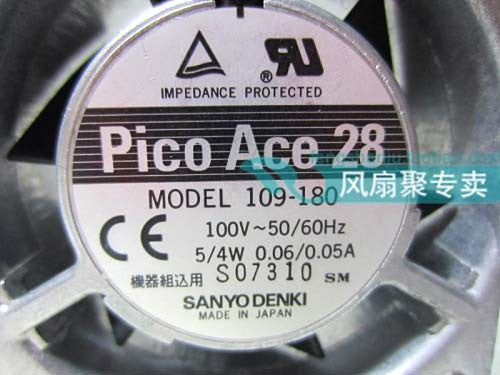 IMPEDANCE PROTECTED
Pico Ace 28
MODEL 109-180
风扇聚专卖
100V~50/60Hz
5/4W 0.06/0.05A
機器組込用 S07310 SM
SANYO DENKI
MADE IN JAPAN